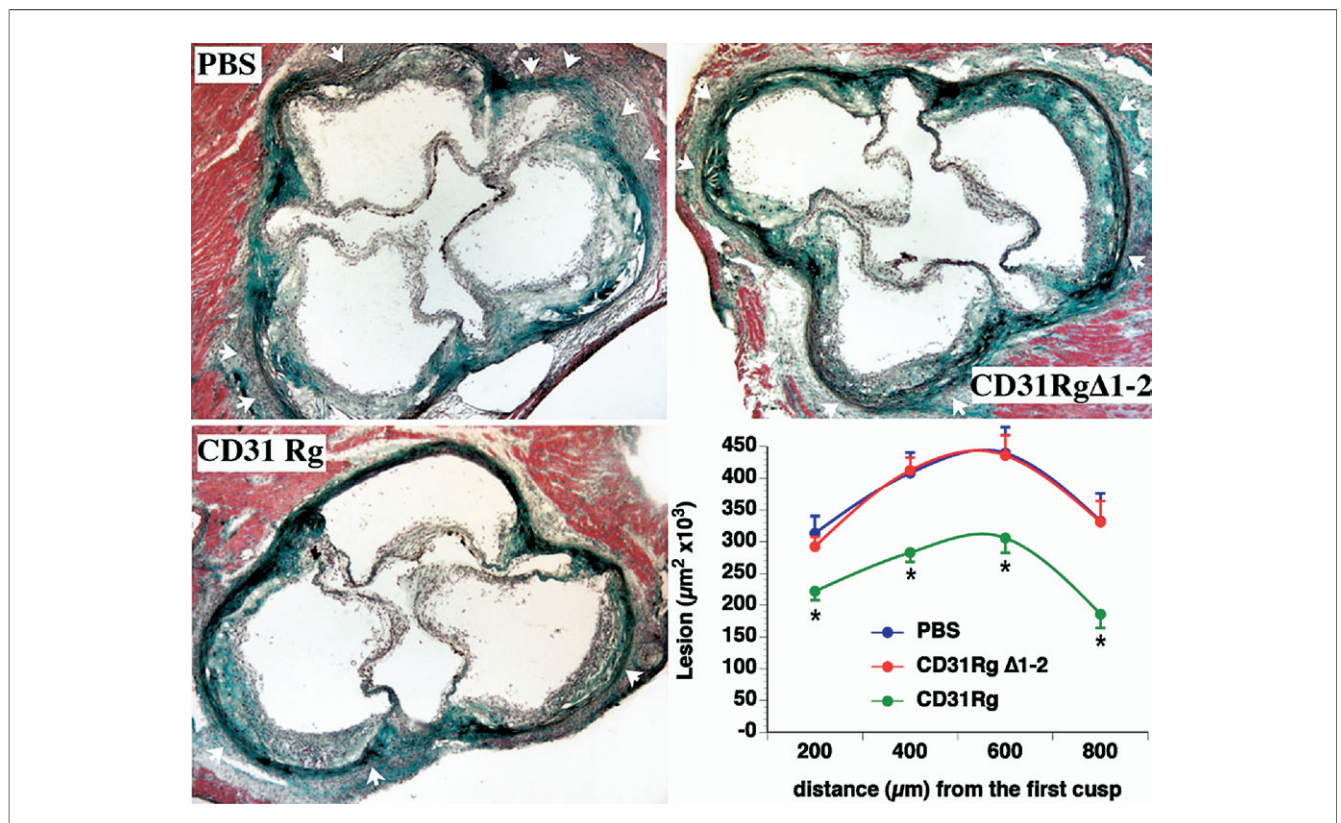 PBS
CD31RgΔ1-2
CD31 Rg
Lesion (µm² x10³)
450
400
350
300
250
200
150
100
50
-0
*
*
*
*
PBS
CD31Rg Δ1-2
CD31Rg
200 400 600 800
distance (µm) from the first cusp